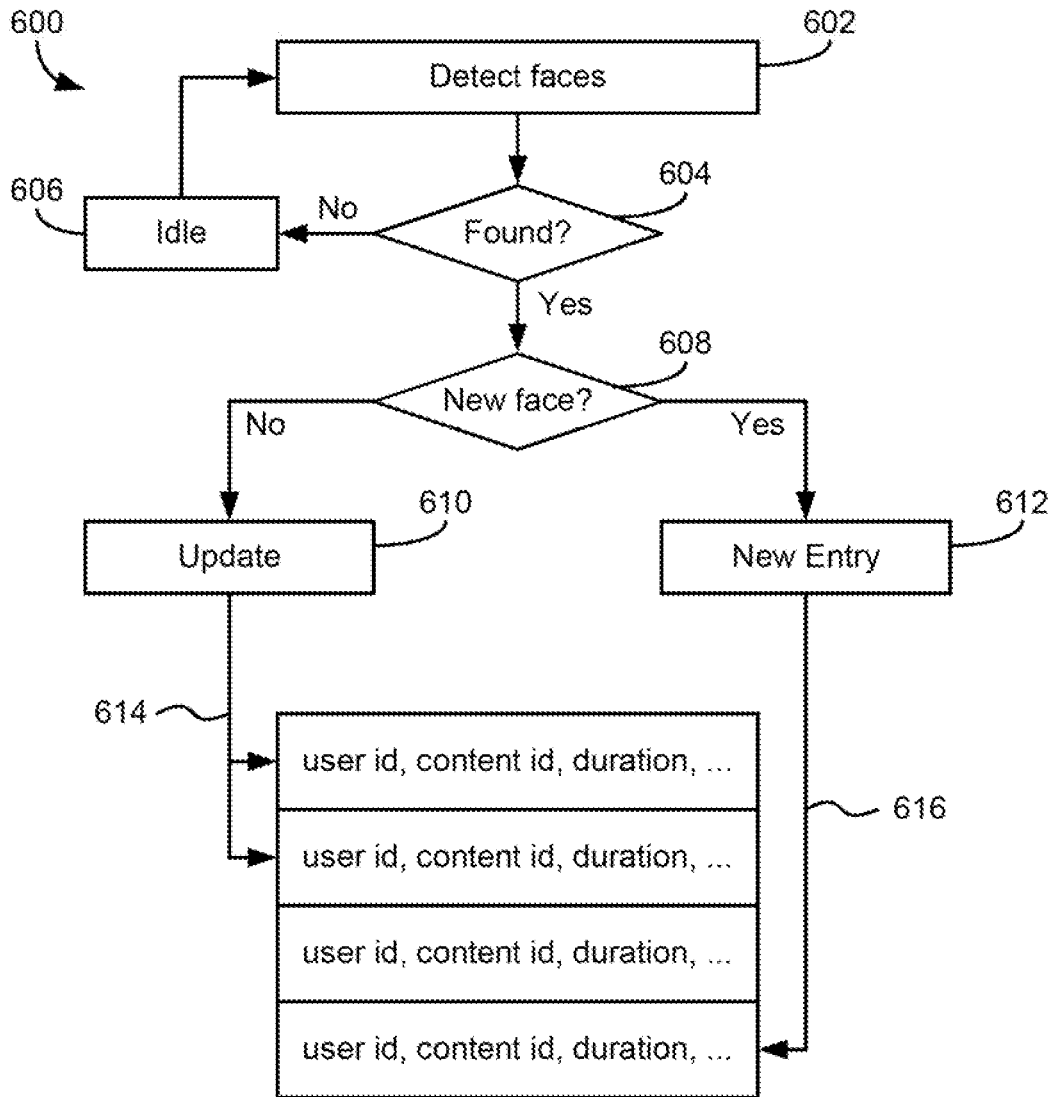 600
602
Detect faces
604
606
No
Idle
Found?
Yes
608
New face?
No
Yes
610
612
Update
New Entry
614
user id, content id, duration, ...
user id, content id, duration, ...
616
user id, content id, duration, ...
user id, content id, duration, ...